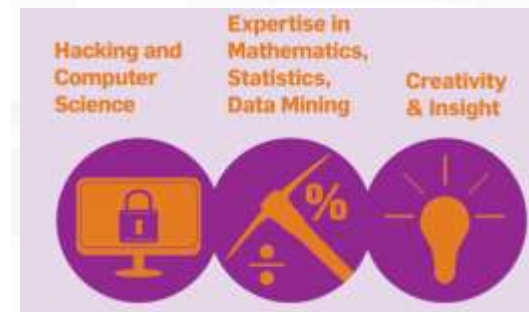 Hacking and
Computer
Science
Expertise in
Mathematics,
Statistics,
Data Mining
Creativity
& Insight
%
÷